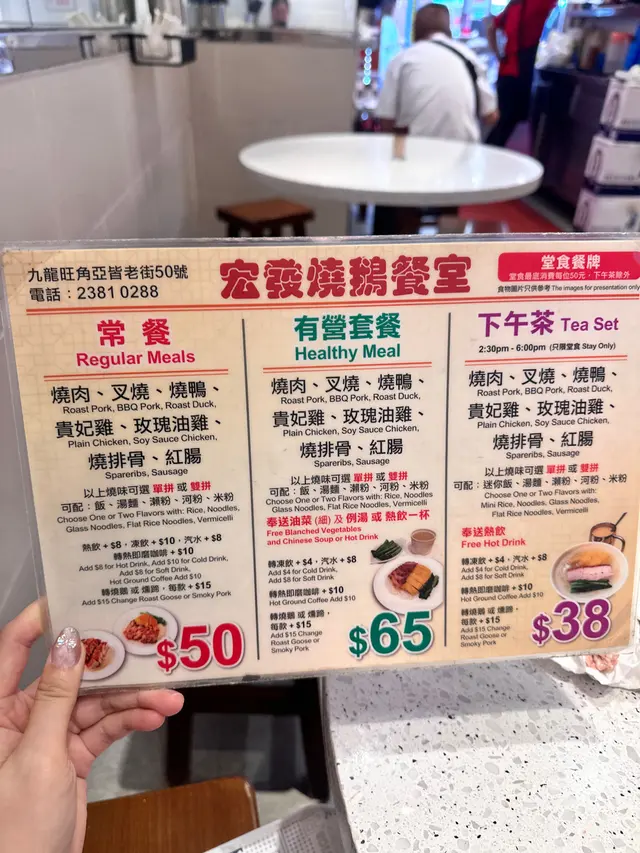 九龍旺角亞皆老街50號
電話：2381 0288
宏發燒鵝餐室
堂食餐牌
堂食最底消費每位50元，下午茶除外
食物圖片只供參考 The images for presentation only
常餐
Regular Meals
燒肉、叉燒、燒鴨、
Roast Pork, BBQ Pork, Roast Duck,
貴妃雞、玫瑰油雞、
Plain Chicken, Soy Sauce Chicken,
燒排骨、紅腸
Spareribs, Sausage
以上燒味可選 單拼 或 雙拼
可配：飯、湯麵、瀨粉、河粉、米粉
Choose One or Two Flavors with: Rice, Noodles
Glass Noodles, Flat Rice Noodles, Vermicelli
熱飲+$8，凍飲+$10，汽水+$8
轉熱即磨咖啡+$10
Add $8 for Hot Drink, Add $10 for Cold Drink,
Add $8 for Soft Drink,
Hot Ground Coffee Add $10
轉燒鵝 或 燻蹄，每款+$15
Add $15 Change Roast Goose or Smoky Pork
$50
有營套餐
Healthy Meal
燒肉、叉燒、燒鴨、
Roast Pork, BBQ Pork, Roast Duck,
貴妃雞、玫瑰油雞、
Plain Chicken, Soy Sauce Chicken,
燒排骨、紅腸
Spareribs, Sausage
以上燒味可選 單拼 或 雙拼
可配：飯、湯麵、瀨粉、河粉、米粉
Choose One or Two Flavors with: Rice, Noodles
Glass Noodles, Flat Rice Noodles, Vermicelli
奉送油菜（細）及 例湯 或 熱飲一杯
Free Blanched Vegetables
and Chinese Soup or Hot Drink
轉凍飲+$4，汽水+$8
Add $4 for Cold Drink,
Add $8 for Soft Drink
轉熱即磨咖啡+$10
Hot Ground Coffee Add $10
轉燒鵝 或 燻蹄，
每款+$15
Add $15 Change
Roast Goose or
Smoky Pork
$65
下午茶 Tea Set
2:30pm - 6:00pm (只限堂食 Stay Only)
燒肉、叉燒、燒鴨、
Roast Pork, BBQ Pork, Roast Duck,
貴妃雞、玫瑰油雞、
Plain Chicken, Soy Sauce Chicken,
燒排骨、紅腸
Spareribs, Sausage
以上燒味可選 單拼 或 雙拼
可配：迷你飯、湯麵、瀨粉、河粉、米粉
Choose One or Two Flavors with:
Mini Rice, Noodles, Glass Noodles,
Flat Rice Noodles, Vermicelli
奉送熱飲
Free Hot Drink
轉凍飲+$4，汽水+$8
Add $4 for Cold Drink,
Add $8 for Soft Drink
轉熱即磨咖啡+$10
Hot Ground Coffee Add $10
轉燒鵝 或 燻蹄，
每款+$15
Add $15 Change
Roast Goose or
Smoky Pork
$38